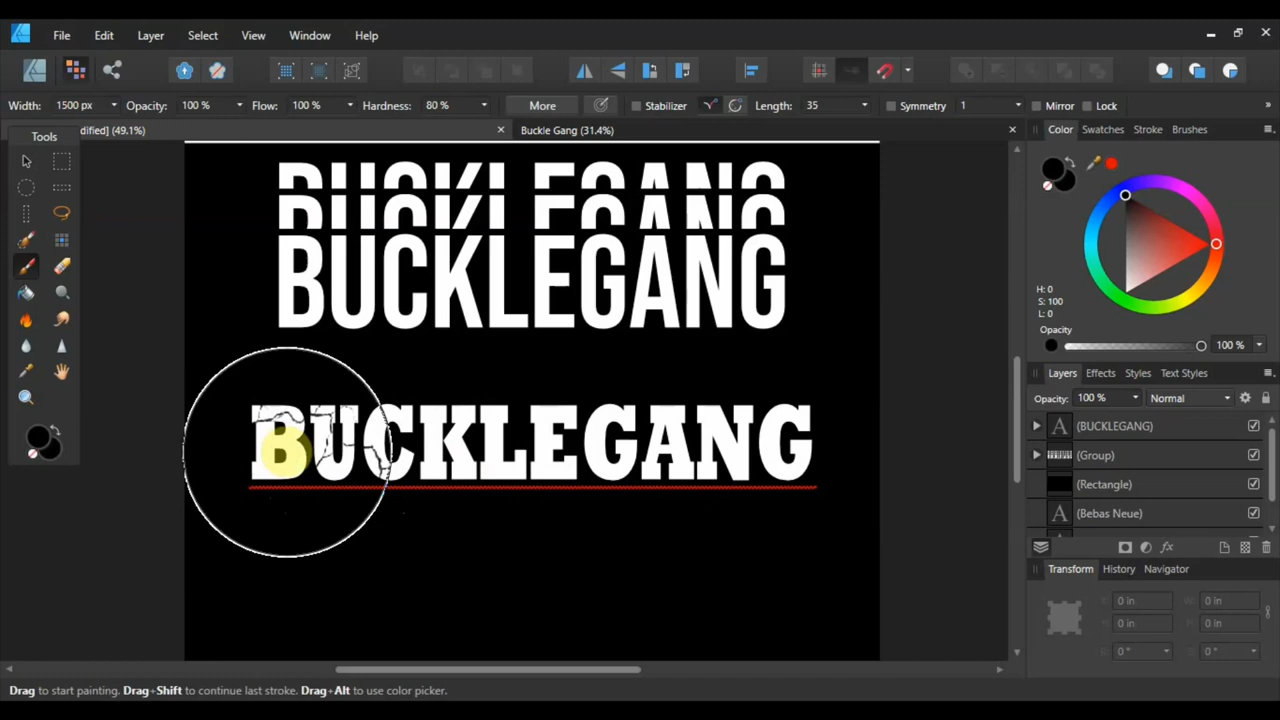 File Edit Layer Select View Window Help
Width: 1500 px Opacity: 100 % Flow: 100 % Hardness: 80 % More Stabilizer Length: 35 Symmetry 1 Mirror Lock »
Tools
dified] (49.1%) × Buckle Gang (31.4%) ×
Color Swatches Stroke Brushes
BUCKLEGANG
BUCKLEGANG
BUCKLEGANG
H: 0
S: 100
L: 0
Opacity
100 %
Layers Effects Styles Text Styles
Opacity: 100 % Normal
BUCKLEGANG
A (BUCKLEGANG)
(Group)
(Rectangle)
A (Bebas Neue)
fx
Transform History Navigator
X: 0 in W: 0 in
Y: 0 in H: 0 in
R: 0 ° S: 0 °
Drag to start painting. Drag+Shift to continue last stroke. Drag+Alt to use color picker.